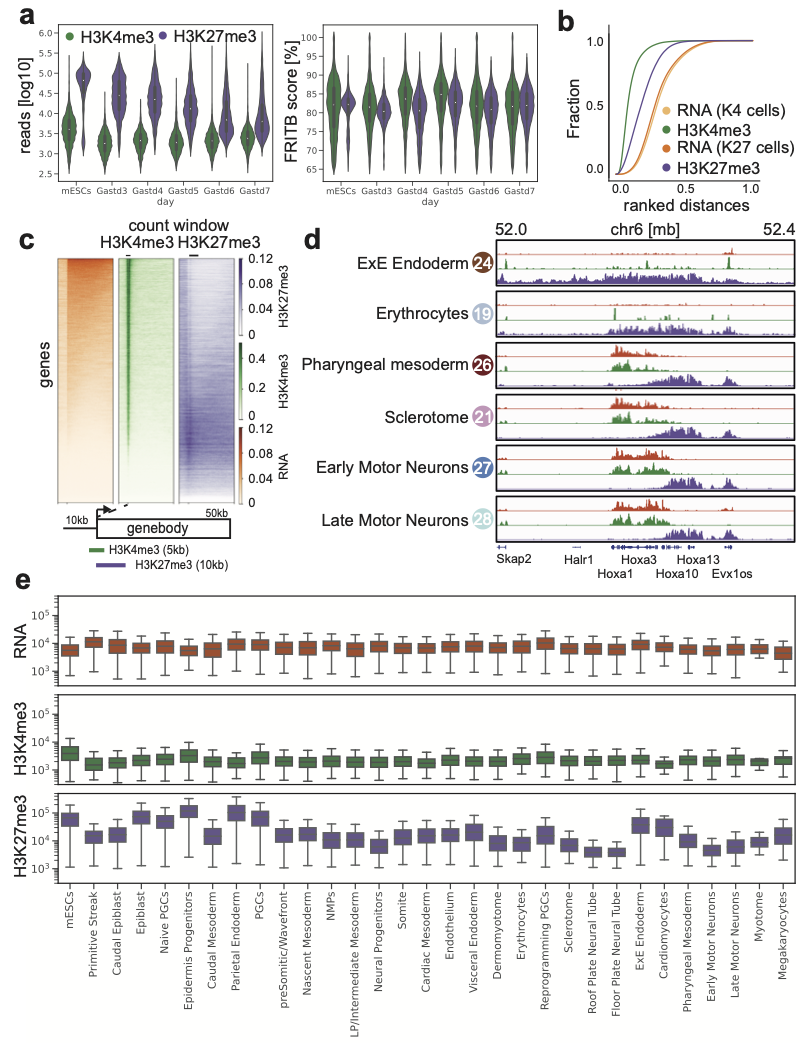 a
H3K4me3 H3K27me3
reads [log10]
6.0
5.5
5.0
4.5
4.0
3.5
3.0
2.5
mESCs Gastd3 Gastd4 Gastd5 Gastd6 Gastd7
day
FRITB score [%]
100
95
90
85
80
75
70
65
mESCs Gastd3 Gastd4 Gastd5 Gastd6 Gastd7
day
b
Fraction
1.0
0.5
0.0
RNA (K4 cells)
H3K4me3
RNA (K27 cells)
H3K27me3
0.0 0.5 1.0
ranked distances
c
count window
H3K4me3 H3K27me3
genes
0.12
0.08
0.04
0
H3K27me3
0.4
0.2
0
H3K4me3
0.12
0.08
0.04
0
RNA
10kb 50kb
genebody
H3K4me3 (5kb)
H3K27me3 (10kb)
d
52.0 chr6 [mb] 52.4
ExE Endoderm 24
Erythrocytes 19
Pharyngeal mesoderm 26
Sclerotome 21
Early Motor Neurons 27
Late Motor Neurons 28
Skap2 Halr1 Hoxa3 Hoxa13
Hoxa1 Hoxa10 Evx1os
e
RNA
10⁵
10⁴
10³
H3K4me3
10⁵
10⁴
10³
H3K27me3
10⁵
10⁴
10³
mESCs
Primitive Streak
Caudal Epiblast
Epiblast
Naive PGCs
Epidermis Progenitors
Caudal Mesoderm
Parietal Endoderm
PGCs
preSomitic/Wavefront
Nascent Mesoderm
NMPs
LP/Intermediate Mesoderm
Neural Progenitors
Somite
Cardiac Mesoderm
Endothelium
Visceral Endoderm
Dermomyotome
Erythrocytes
Reprogramming PGCs
Sclerotome
Roof Plate Neural Tube
Floor Plate Neural Tube
ExE Endoderm
Cardiomyocytes
Pharyngeal Mesoderm
Early Motor Neurons
Late Motor Neurons
Myotome
Megakaryocytes